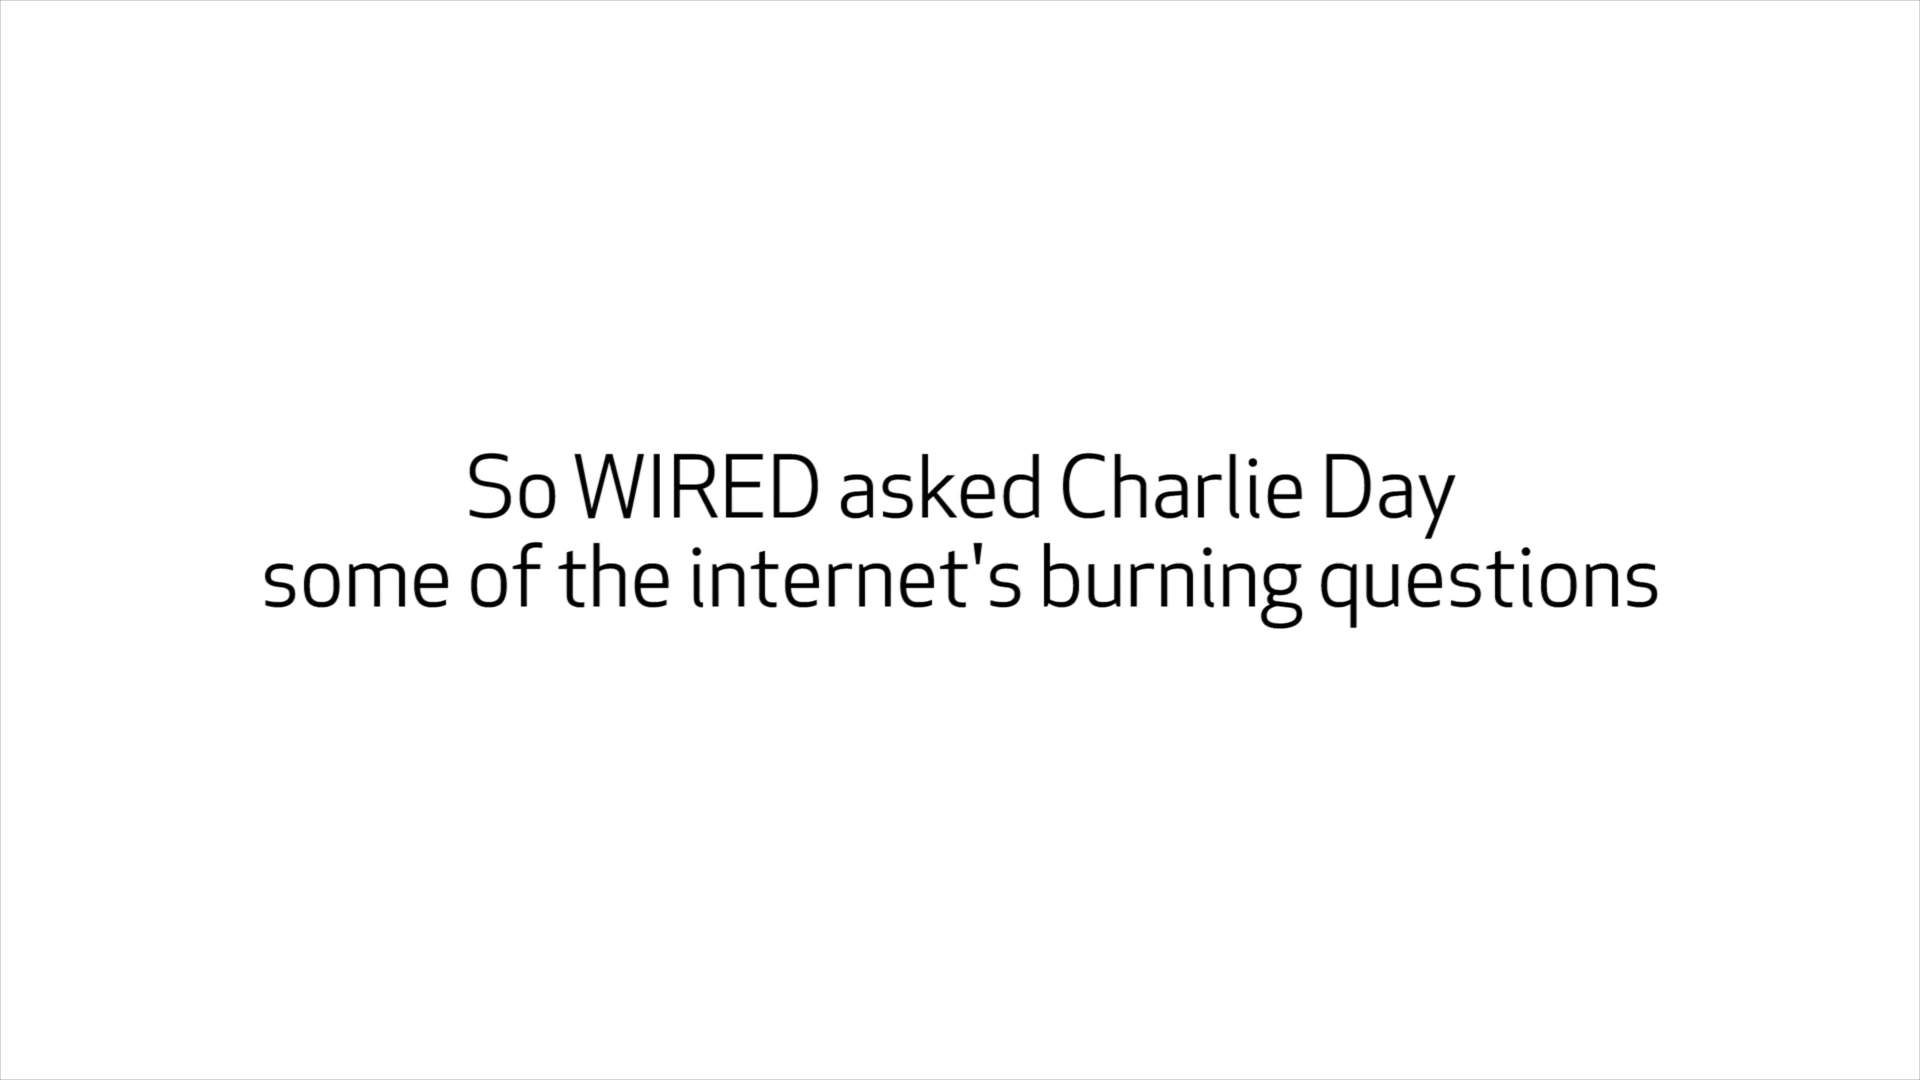 So WIRED asked Charlie Day
some of the internet's burning questions